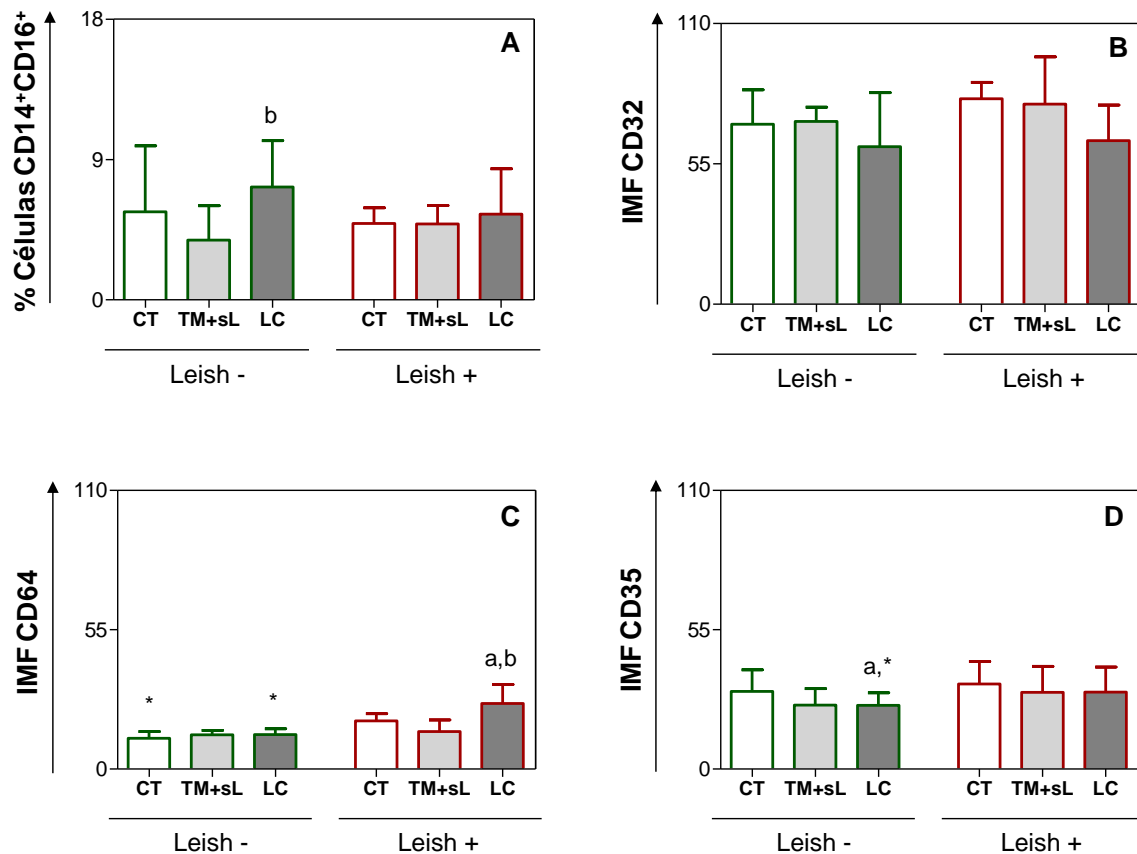 % Células CD14⁺CD16⁺
18
9
0
A
b
CT TM+sL LC CT TM+sL LC
Leish - Leish +
IMF CD32
110
55
0
B
CT TM+sL LC CT TM+sL LC
Leish - Leish +
IMF CD64
110
55
0
C
* * a,b
CT TM+sL LC CT TM+sL LC
Leish - Leish +
IMF CD35
110
55
0
D
a,*
CT TM+sL LC CT TM+sL LC
Leish - Leish +